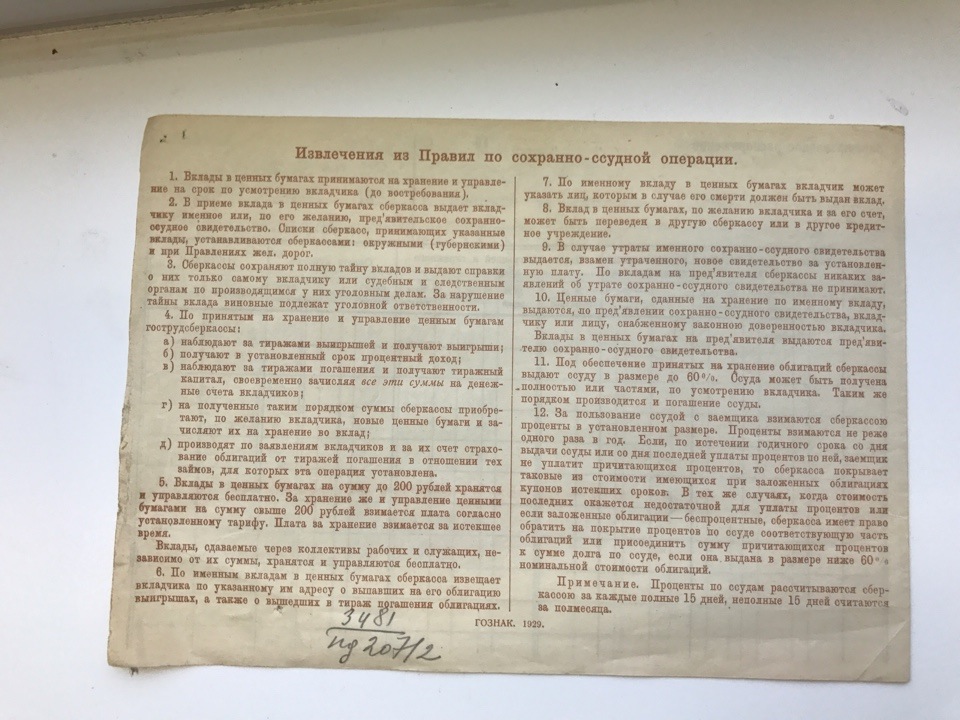 Извлечения из Правил по сохранно-ссудной операции.
1. Вклады в ценных бумагах принимаются на хранение и управле-
ние на срок по усмотрению вкладчика (до востребования).
2. В приеме вклада в ценных бумагах сберкасса выдает вклад-
чику именное или, по его желанию, пред'явительское сохранно-
ссудное свидетельство. Списки сберкасс, принимающих указанные
вклады, устанавливаются сберкассами: окружными (губернскими)
и при Правлениях жел. дорог.
3. Сберкассы сохраняют полную тайну вкладов и выдают справки
о них только самому вкладчику или судебным и следственным
органам по производящимся у них уголовным делам. За нарушение
тайны вклада виновные подлежат уголовной ответственности.
4. По принятым на хранение и управление ценным бумагам
гострудсберкассы:
а) наблюдают за тиражами выигрышей и получают выигрыши;
б) получают в установленный срок процентный доход;
в) наблюдают за тиражами погашения и получают тиражный
капитал, своевременно зачисляя все эти суммы на денеж-
ные счета вкладчиков;
г) на полученные таким порядком суммы сберкассы приобре-
тают, по желанию вкладчика, новые ценные бумаги и за-
числяют их на хранение во вклад;
д) производят по заявлениям вкладчиков и за их счет страхо-
вание облигаций от тиражей погашения в отношении тех
займов, для которых эта операция установлена.
5. Вклады в ценных бумагах на сумму до 200 рублей хранятся
и управляются бесплатно. За хранение же и управление ценными
бумагами на сумму свыше 200 рублей взимается плата согласно
установленному тарифу. Плата за хранение взимается за истекшее
время.
Вклады, сдаваемые через коллективы рабочих и служащих, не-
зависимо от их суммы, хранятся и управляются бесплатно.
6. По именным вкладам в ценных бумагах сберкасса извещает
вкладчика по указанному им адресу о выпавших на его облигацию
выигрышах, а также о вышедших в тираж погашения облигациях.
7. По именному вкладу в ценных бумагах вкладчик может
указать лиц, которым в случае его смерти должен быть выдан вклад.
8. Вклад в ценных бумагах, по желанию вкладчика и за его счет,
может быть переведен в другую сберкассу или в другое кредит-
ное учреждение.
9. В случае утраты именного сохранно-ссудного свидетельства
выдается, взамен утраченного, новое свидетельство за установлен-
ную плату. По вкладам на пред'явителя сберкассы никаких за-
явлений об утрате сохранно-ссудного свидетельства не принимают.
10. Ценные бумаги, сданные на хранение по именному вкладу,
выдаются, по пред'явлении сохранно-ссудного свидетельства, вклад-
чику или лицу, снабженному законною доверенностью вкладчика.
Вклады в ценных бумагах на пред'явителя выдаются пред'яви-
телю сохранно-ссудного свидетельства.
11. Под обеспечение принятых на хранение облигаций сберкассы
выдают ссуду в размере до 60%. Ссуда может быть получена
полностью или частями, по усмотрению вкладчика. Таким же
порядком производится и погашение ссуды.
12. За пользование ссудой с заемщика взимаются сберкассою
проценты в установленном размере. Проценты взимаются не реже
одного раза в год. Если, по истечении годичного срока со дня
выдачи ссуды или со дня последней уплаты процентов по ней, заемщик
не уплатит причитающихся процентов, то сберкасса покрывает
таковые из стоимости имеющихся при заложенных облигациях
купонов истекших сроков. В тех же случаях, когда стоимость
последних окажется недостаточной для уплаты процентов или
если заложенные облигации — беспроцентные, сберкасса имеет право
обратить на покрытие процентов по ссуде соответствующую часть
облигаций или присоединить сумму причитающихся процентов
к сумме долга по ссуде, если она выдана в размере ниже 60%
номинальной стоимости облигаций.
Примечание. Проценты по ссудам рассчитываются сбер-
кассою за каждые полные 15 дней, неполные 15 дней считаются
за полмесяца.
ГОЗНАК. 1929.
3481
пд 207/2